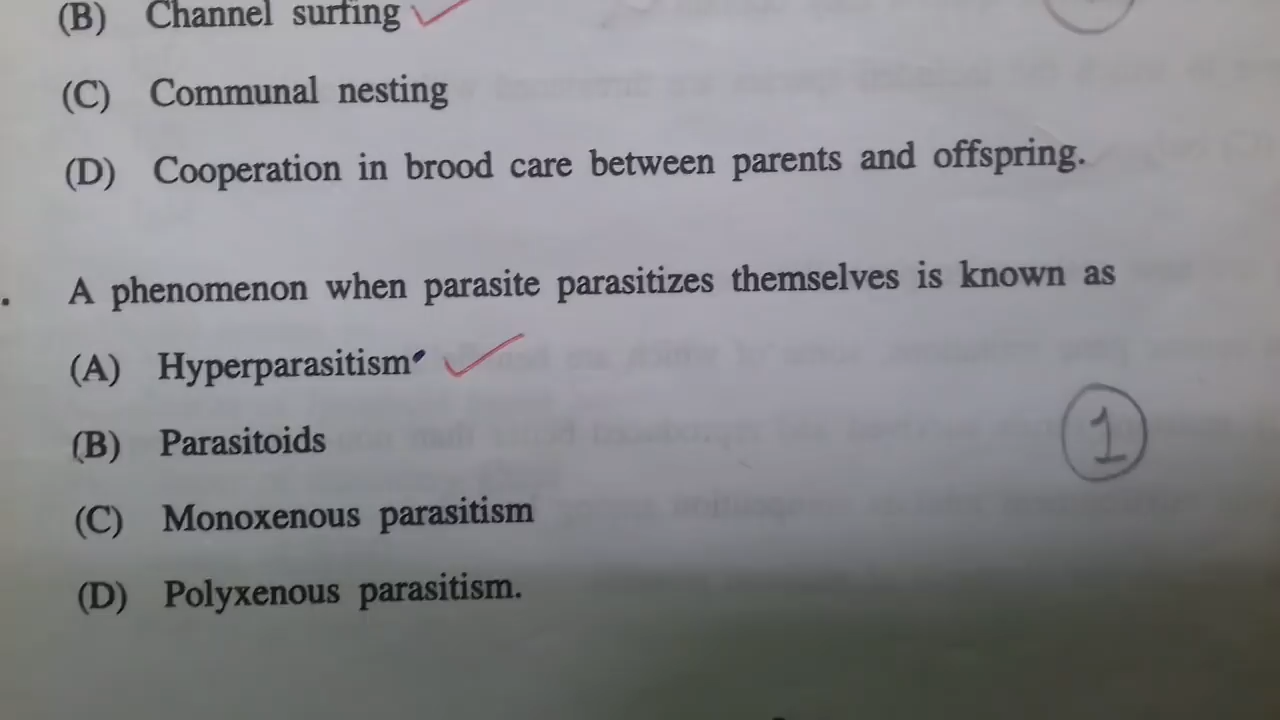 (B) Channel surfing
(C) Communal nesting
(D) Cooperation in brood care between parents and offspring.
. A phenomenon when parasite parasitizes themselves is known as
(A) Hyperparasitism
(B) Parasitoids
1
(C) Monoxenous parasitism
(D) Polyxenous parasitism.